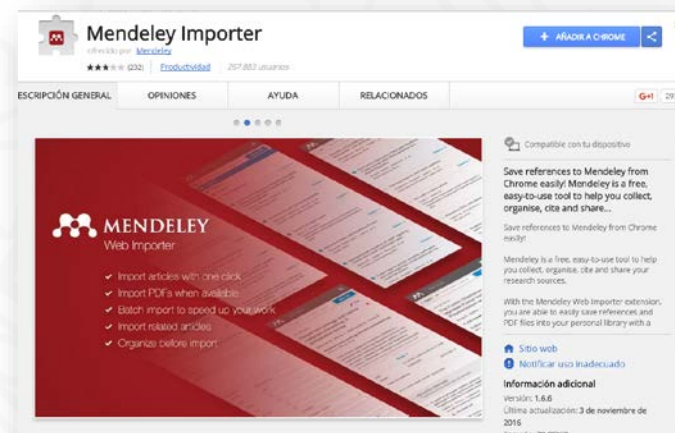 Mendeley Importer
ofrecido por Mendeley
(232) Productividad 267.883 usuarios
+ AÑADIR A CHROME
ESCRIPCIÓN GENERAL OPINIONES AYUDA RELACIONADOS
G+1
MENDELEY
Web Importer
✓ Import articles with one click
✓ Import PDFs when available
✓ Batch import to speed up your work
✓ Import related articles
✓ Organize before import
Compatible con tu dispositivo
Save references to Mendeley from
Chrome easily! Mendeley is a free,
easy-to-use tool to help you collect,
organise, cite and share...
Save references to Mendeley from Chrome
easily!
Mendeley is a free, easy-to-use tool to help
you collect, organise, cite and share your
research sources.
With the Mendeley Web Importer extension,
you are able to easily save references and
PDF files into your personal library with a
Sitio web
Notificar uso inadecuado
Información adicional
Versión: 1.6.6
Última actualización: 3 de noviembre de
2016